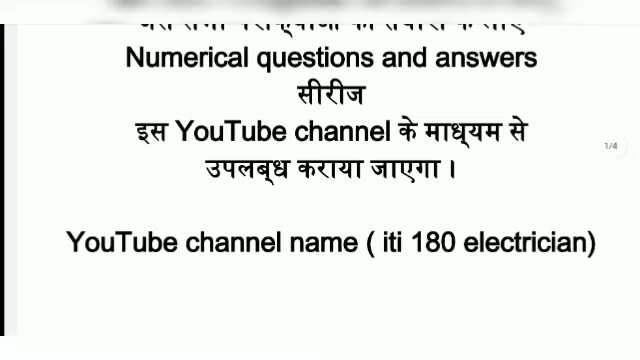 की के लिए
Numerical questions and answers
सीरीज
इस YouTube channel के माध्यम से
उपलब्ध कराया जाएगा।
1/4
YouTube channel name ( iti 180 electrician)